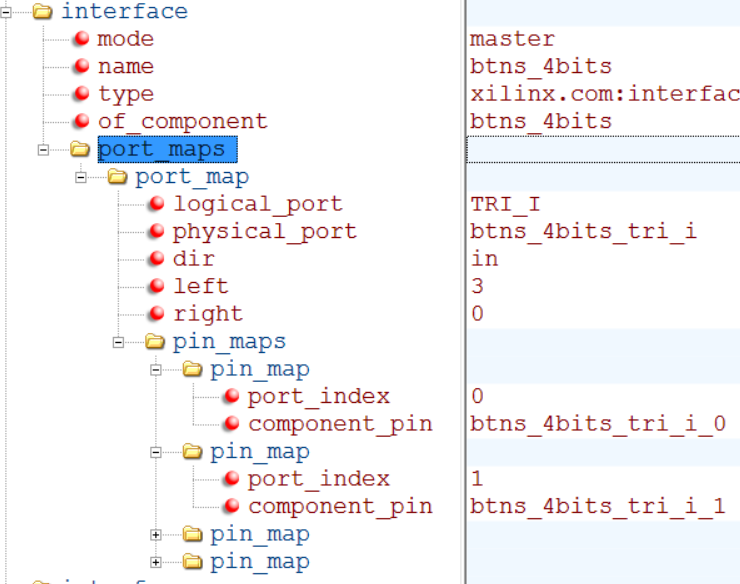 interface
mode master
name btns_4bits
type xilinx.com:interfac
of_component btns_4bits
port_maps
port_map
logical_port TRI_I
physical_port btns_4bits_tri_i
dir in
left 3
right 0
pin_maps
pin_map
port_index 0
component_pin btns_4bits_tri_i_0
pin_map
port_index 1
component_pin btns_4bits_tri_i_1
pin_map
pin_map